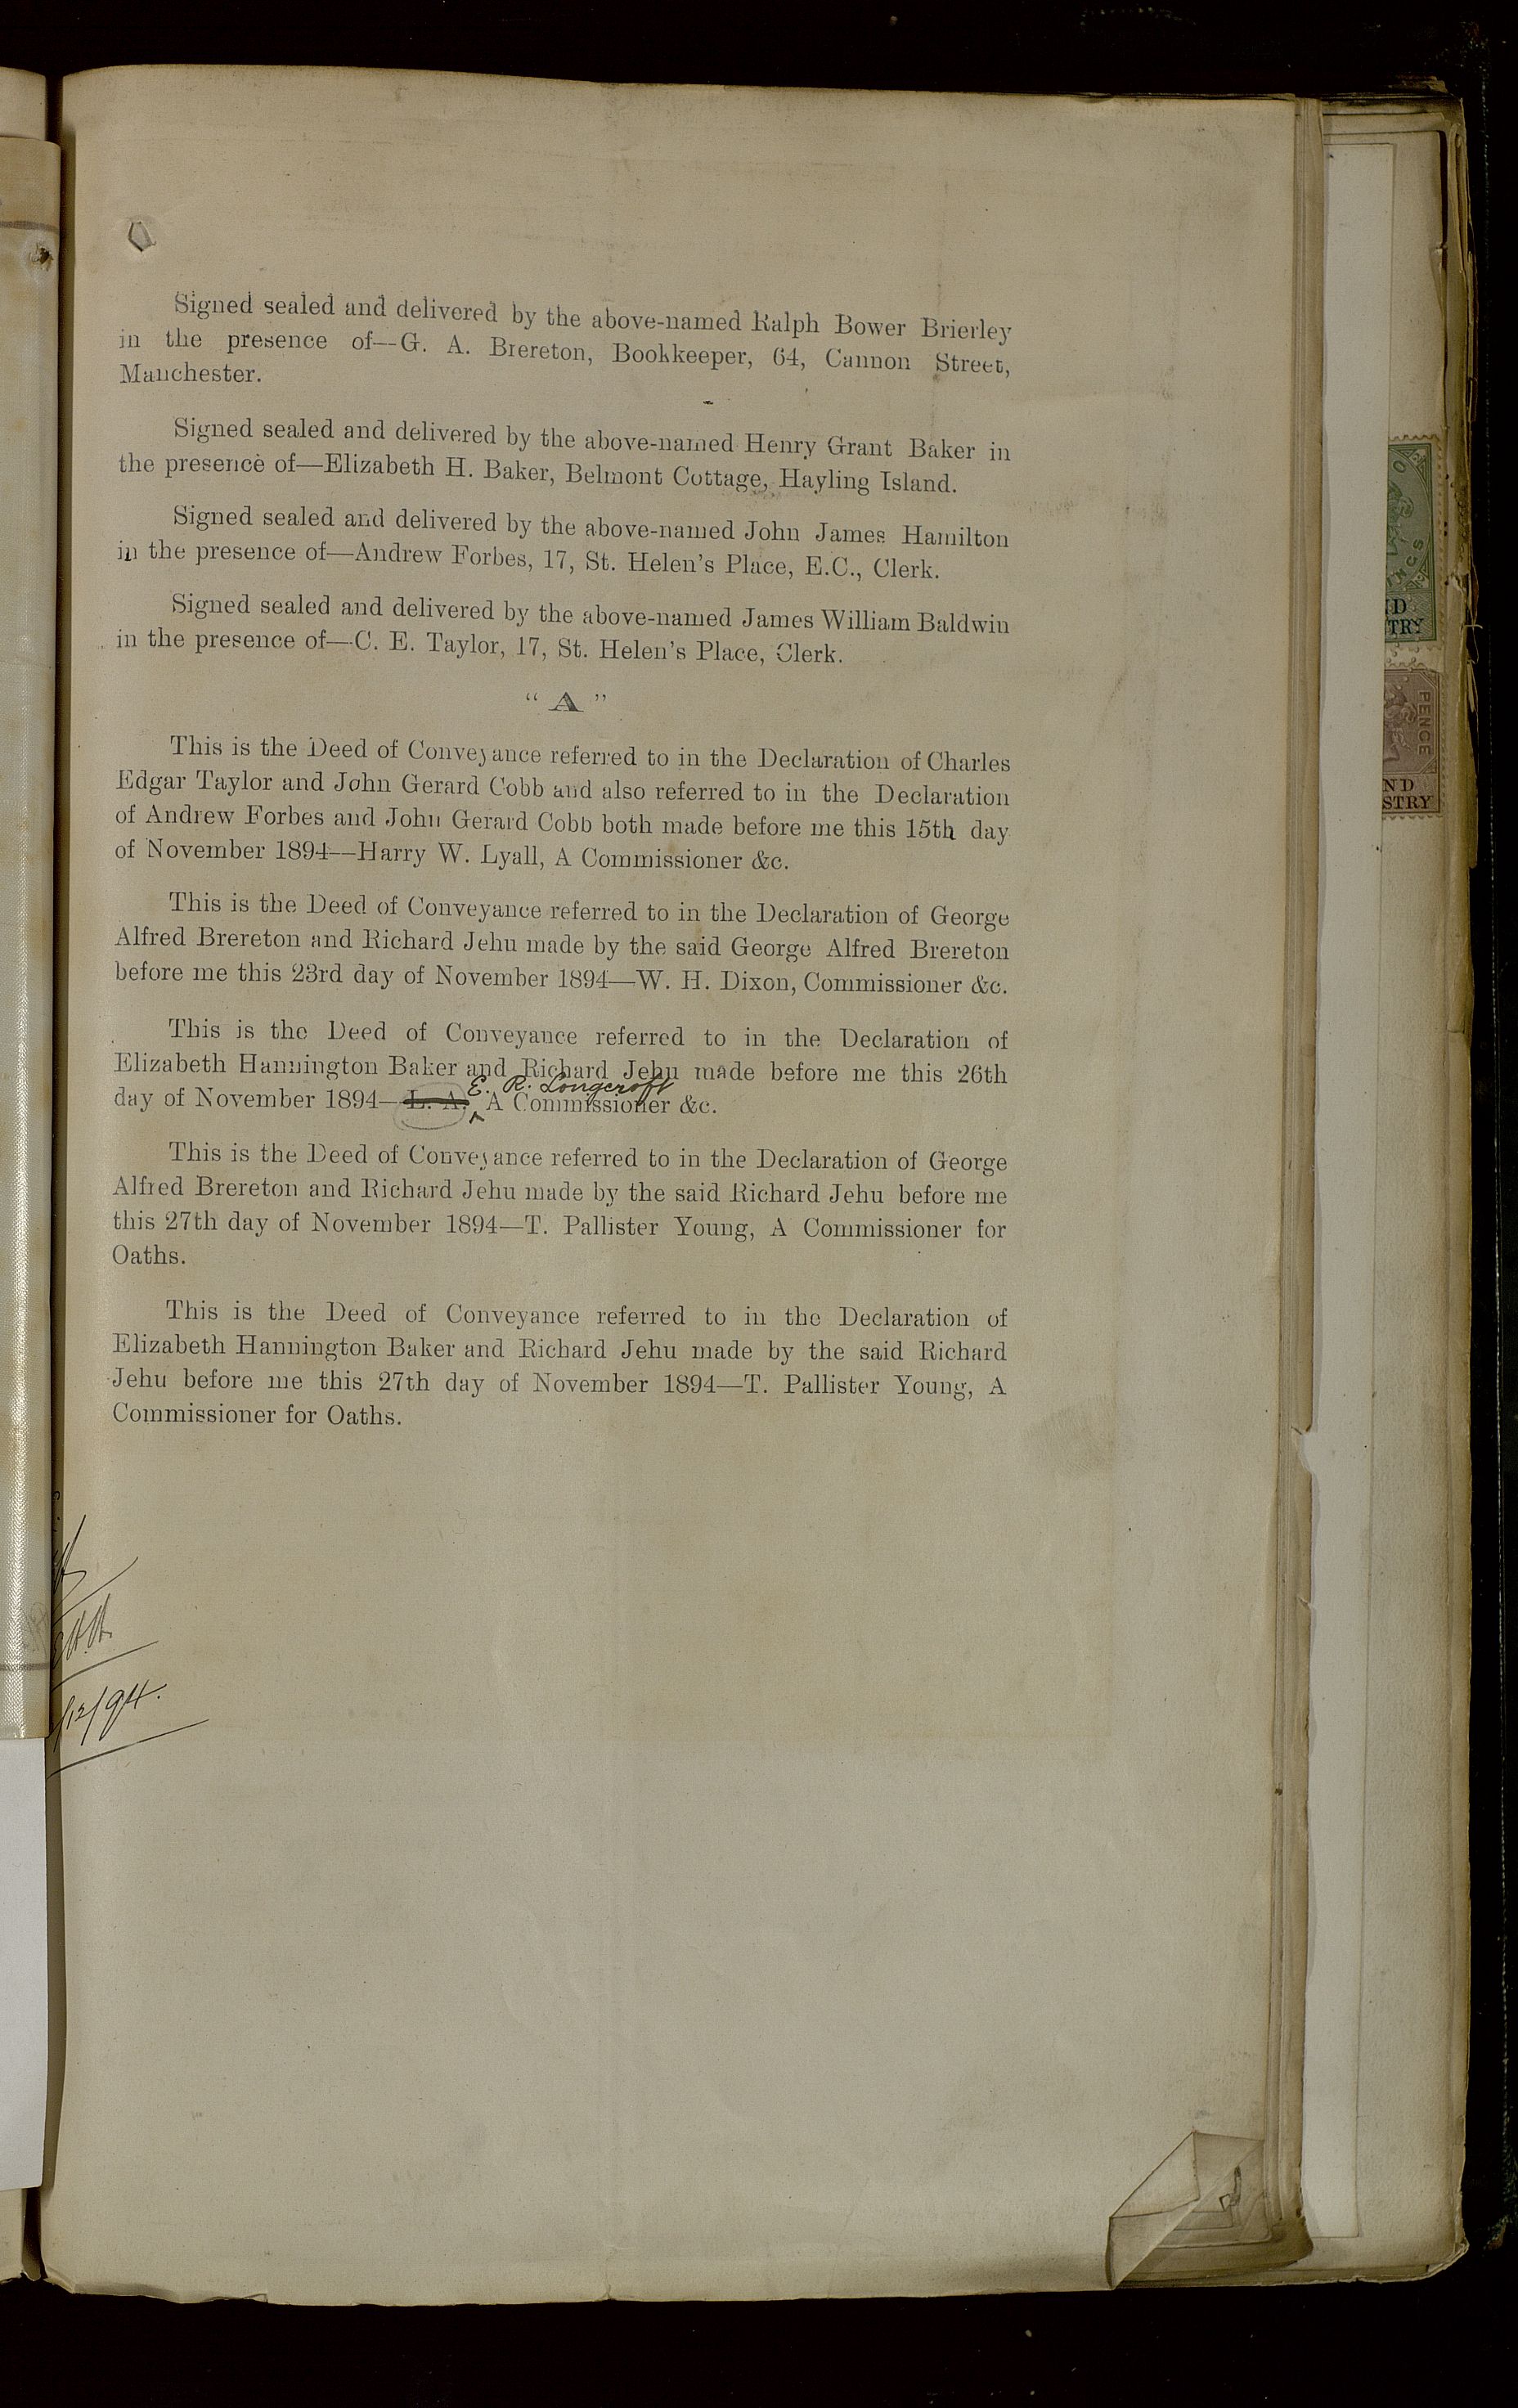 Signed sealed and delivered by the above-named Ralph Bower Brierley
in the presence of—G. A. Brereton, Bookkeeper, 64, Cannon Street,
Manchester.
Signed sealed and delivered by the above-named Henry Grant Baker in
the presence of—Elizabeth H. Baker, Belmont Cottage, Hayling Island.
Signed sealed and delivered by the above-named John James Hamilton
in the presence of—Andrew Forbes, 17, St. Helen's Place, E.C., Clerk.
Signed sealed and delivered by the above-named James William Baldwin
in the presence of—C. E. Taylor, 17, St. Helen's Place, Clerk.
“ A ”
This is the Deed of Conveyance referred to in the Declaration of Charles
Edgar Taylor and John Gerard Cobb and also referred to in the Declaration
of Andrew Forbes and John Gerard Cobb both made before me this 15th day
of November 1894—Harry W. Lyall, A Commissioner &c.
This is the Deed of Conveyance referred to in the Declaration of George
Alfred Brereton and Richard Jehu made by the said George Alfred Brereton
before me this 23rd day of November 1894—W. H. Dixon, Commissioner &c.
This is the Deed of Conveyance referred to in the Declaration of
Elizabeth Hannington Baker and Richard Jehu made before me this 26th
E. R. Longcroft
day of November 1894—L. A. A Commissioner &c.
This is the Deed of Conveyance referred to in the Declaration of George
Alfred Brereton and Richard Jehu made by the said Richard Jehu before me
this 27th day of November 1894—T. Pallister Young, A Commissioner for
Oaths.
This is the Deed of Conveyance referred to in the Declaration of
Elizabeth Hannington Baker and Richard Jehu made by the said Richard
Jehu before me this 27th day of November 1894—T. Pallister Young, A
Commissioner for Oaths.
/12/94.
PENCE